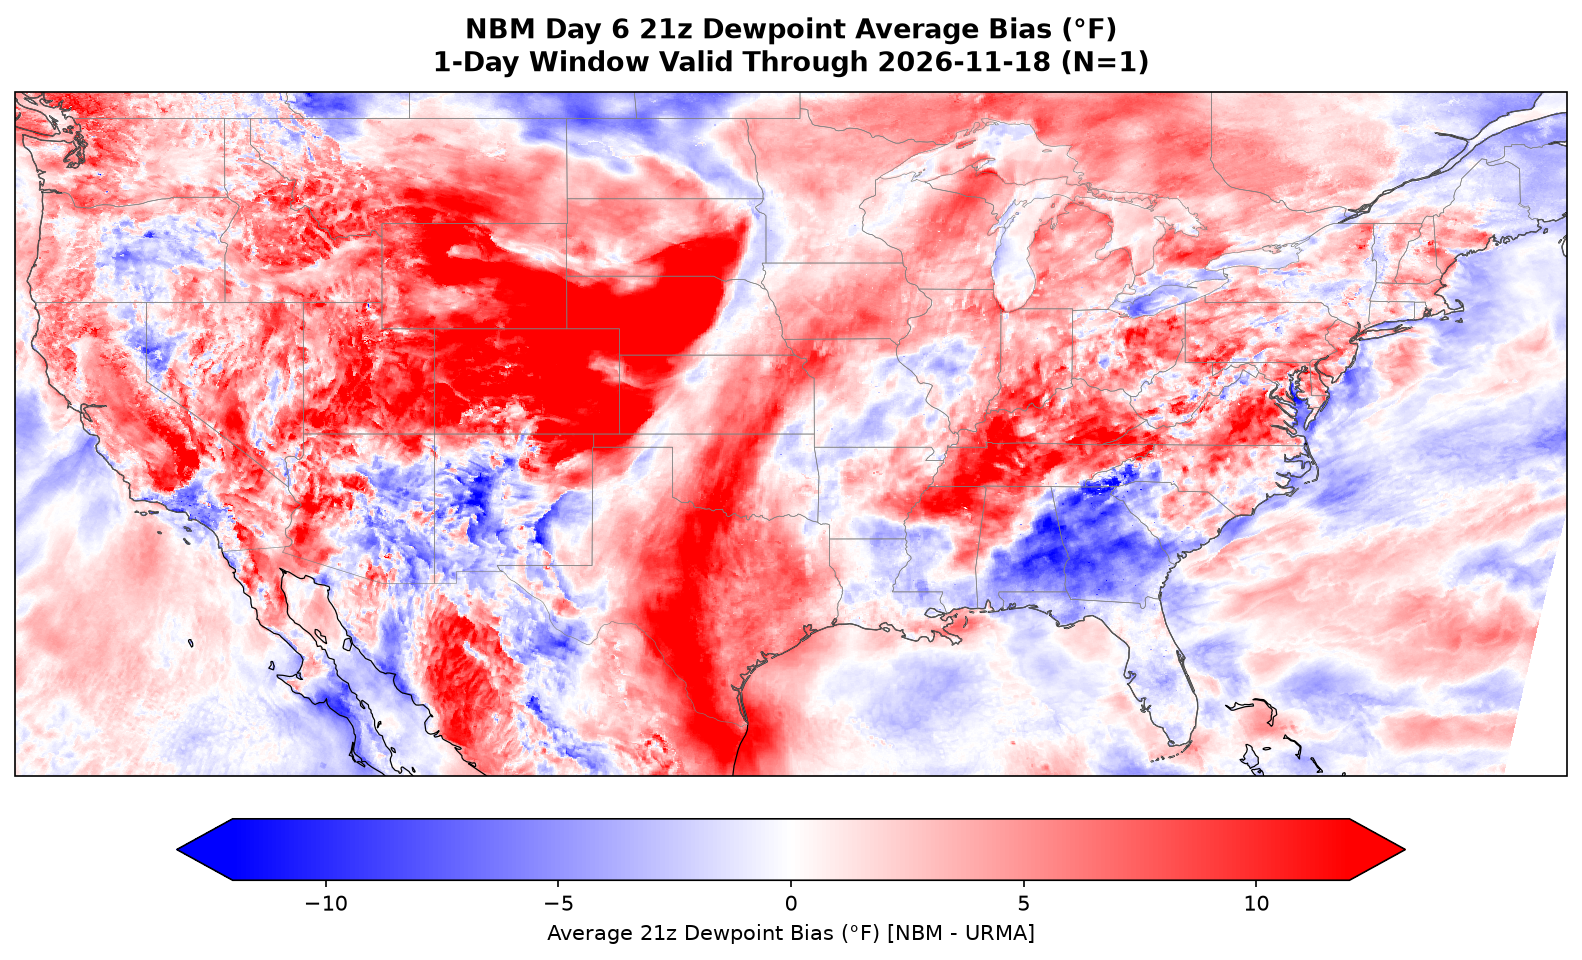 NBM Day 6 21z Dewpoint Average Bias (°F)
1-Day Window Valid Through 2026-11-18 (N=1)
−10 −5 0 5 10
Average 21z Dewpoint Bias (°F) [NBM - URMA]